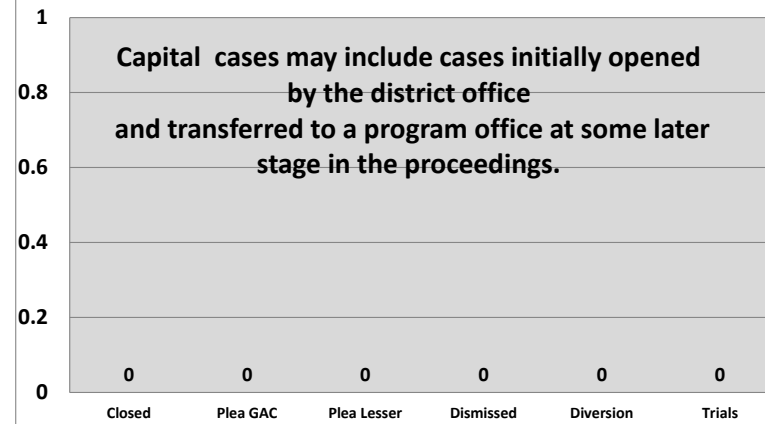 1
Capital cases may include cases initially opened
by the district office
0.8
and transferred to a program office at some later
stage in the proceedings.
0.6
0.4
0.2
0 0 0 0 0 0
0
Closed Plea GAC Plea Lesser Dismissed Diversion Trials